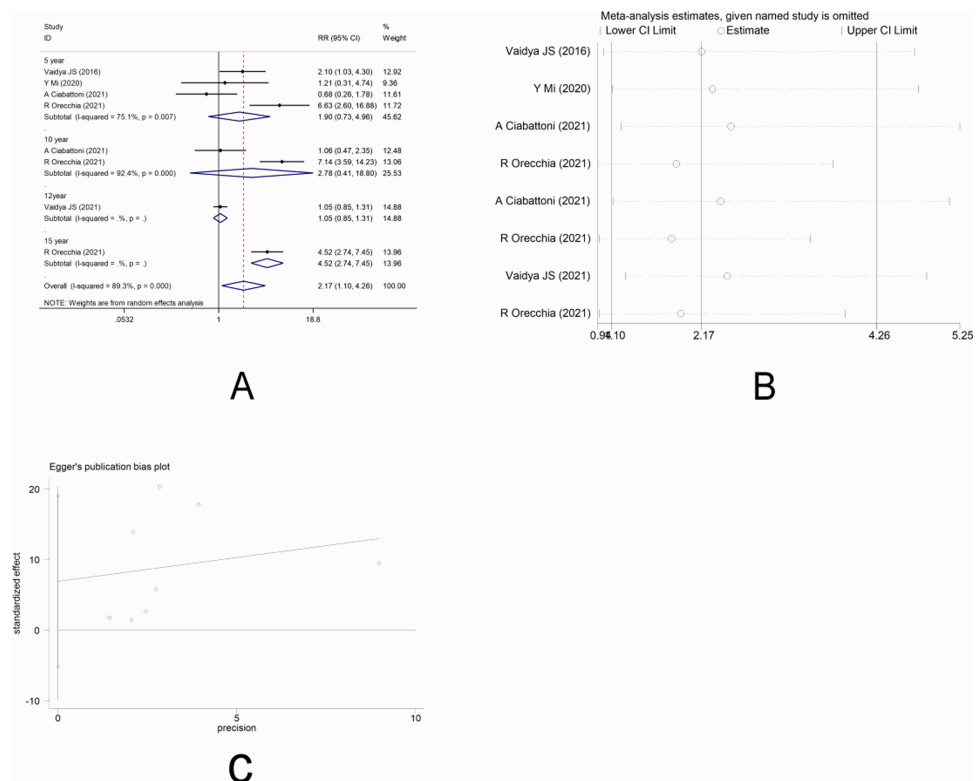 Study
ID RR (95% CI) % Weight
5 year
Vaidya JS (2016) 2.10 (1.03, 4.30) 12.92
Y Mi (2020) 1.21 (0.31, 4.74) 9.36
A Ciabattoni (2021) 0.68 (0.26, 1.78) 11.61
R Orecchia (2021) 6.63 (2.60, 16.88) 11.72
Subtotal (I-squared = 75.1%, p = 0.007) 1.90 (0.73, 4.96) 45.62
.
10 year
A Ciabattoni (2021) 1.06 (0.47, 2.35) 12.48
R Orecchia (2021) 7.14 (3.59, 14.23) 13.06
Subtotal (I-squared = 92.4%, p = 0.000) 2.78 (0.41, 18.80) 25.53
.
12year
Vaidya JS (2021) 1.05 (0.85, 1.31) 14.88
Subtotal (I-squared = .%, p = .) 1.05 (0.85, 1.31) 14.88
.
15 year
R Orecchia (2021) 4.52 (2.74, 7.45) 13.96
Subtotal (I-squared = .%, p = .) 4.52 (2.74, 7.45) 13.96
.
Overall (I-squared = 89.3%, p = 0.000) 2.17 (1.10, 4.26) 100.00
NOTE: Weights are from random effects analysis
.0532 1 18.8
A
Meta-analysis estimates, given named study is omitted
Lower CI Limit Estimate Upper CI Limit
Vaidya JS (2016)
Y Mi (2020)
A Ciabattoni (2021)
R Orecchia (2021)
A Ciabattoni (2021)
R Orecchia (2021)
Vaidya JS (2021)
R Orecchia (2021)
2.17 4.26 5.25
B
Egger's publication bias plot
standardized effect
20
10
0
-10
0 5 10
precision
C